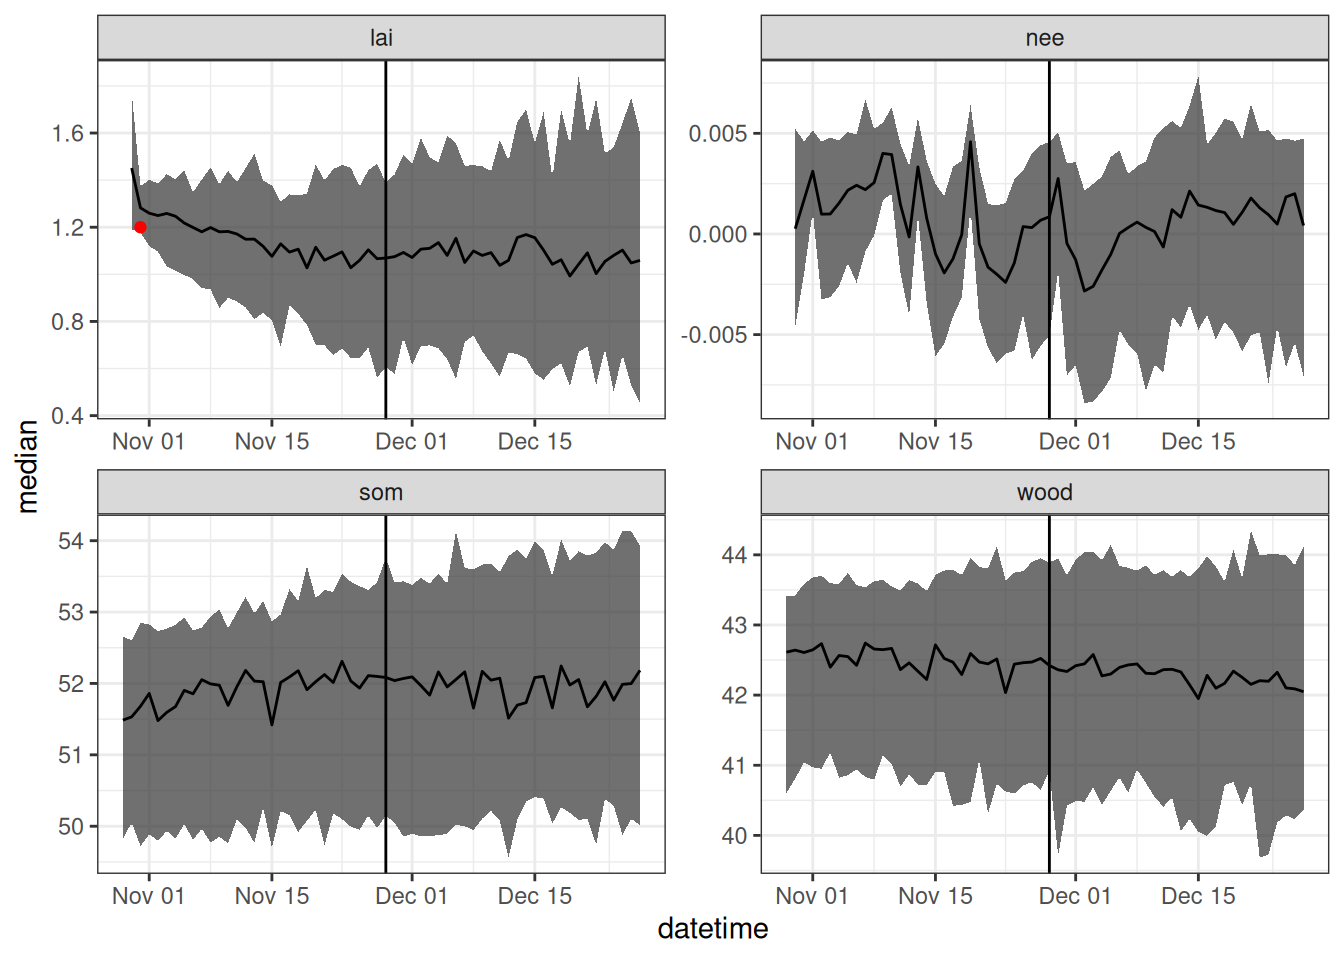 lai
nee
1.6
1.2
0.8
0.4
0.005
0.000
-0.005
Nov 01 Nov 15 Dec 01 Dec 15
Nov 01 Nov 15 Dec 01 Dec 15
median
som
wood
54
53
52
51
50
44
43
42
41
40
Nov 01 Nov 15 Dec 01 Dec 15
Nov 01 Nov 15 Dec 01 Dec 15
datetime